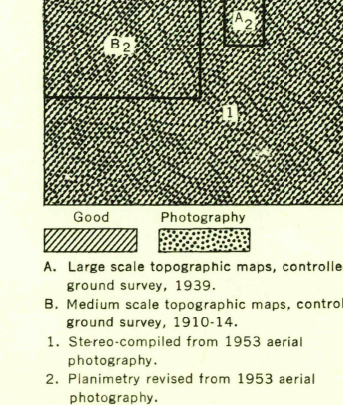 A2
B2
1
Good Photography
A. Large scale topographic maps, controlle
ground survey, 1939.
B. Medium scale topographic maps, control
ground survey, 1910-14.
1. Stereo-compiled from 1953 aerial
photography.
2. Planimetry revised from 1953 aerial
photography.